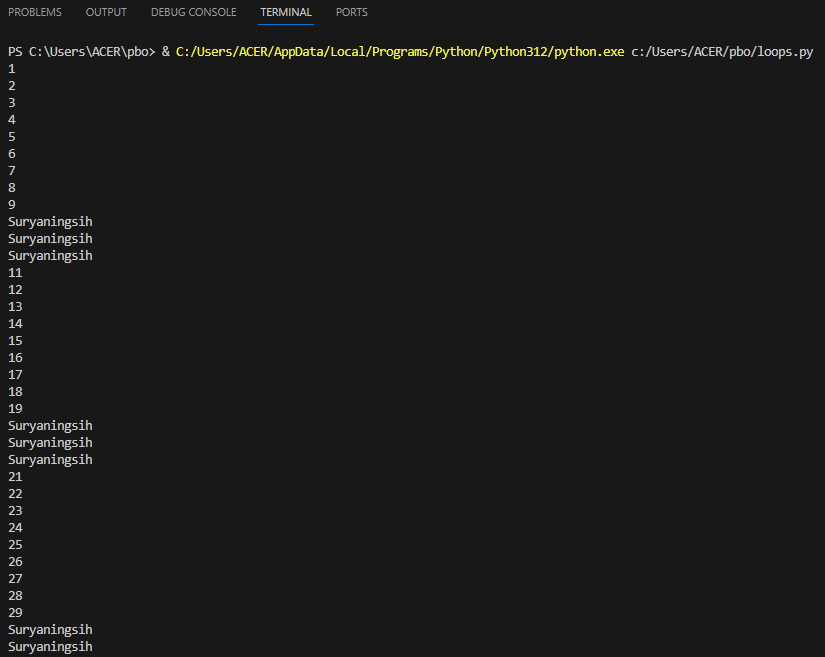 PROBLEMS OUTPUT DEBUG CONSOLE TERMINAL PORTS
PS C:\Users\ACER\pbo> & C:/Users/ACER/AppData/Local/Programs/Python/Python312/python.exe c:/Users/ACER/pbo/loops.py
1
2
3
4
5
6
7
8
9
Suryaningsih
Suryaningsih
Suryaningsih
11
12
13
14
15
16
17
18
19
Suryaningsih
Suryaningsih
Suryaningsih
21
22
23
24
25
26
27
28
29
Suryaningsih
Suryaningsih